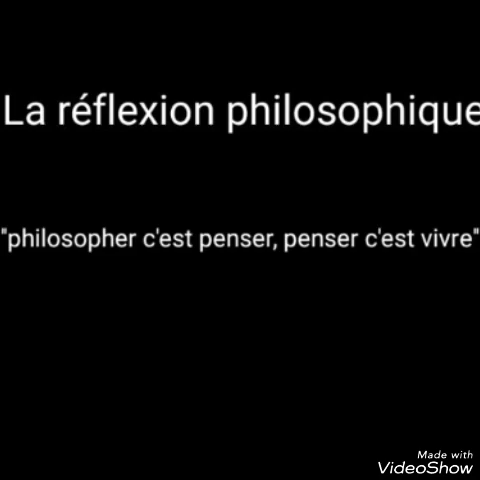 La réflexion philosophique
"philosopher c'est penser, penser c'est vivre"
Made with
VideoShow